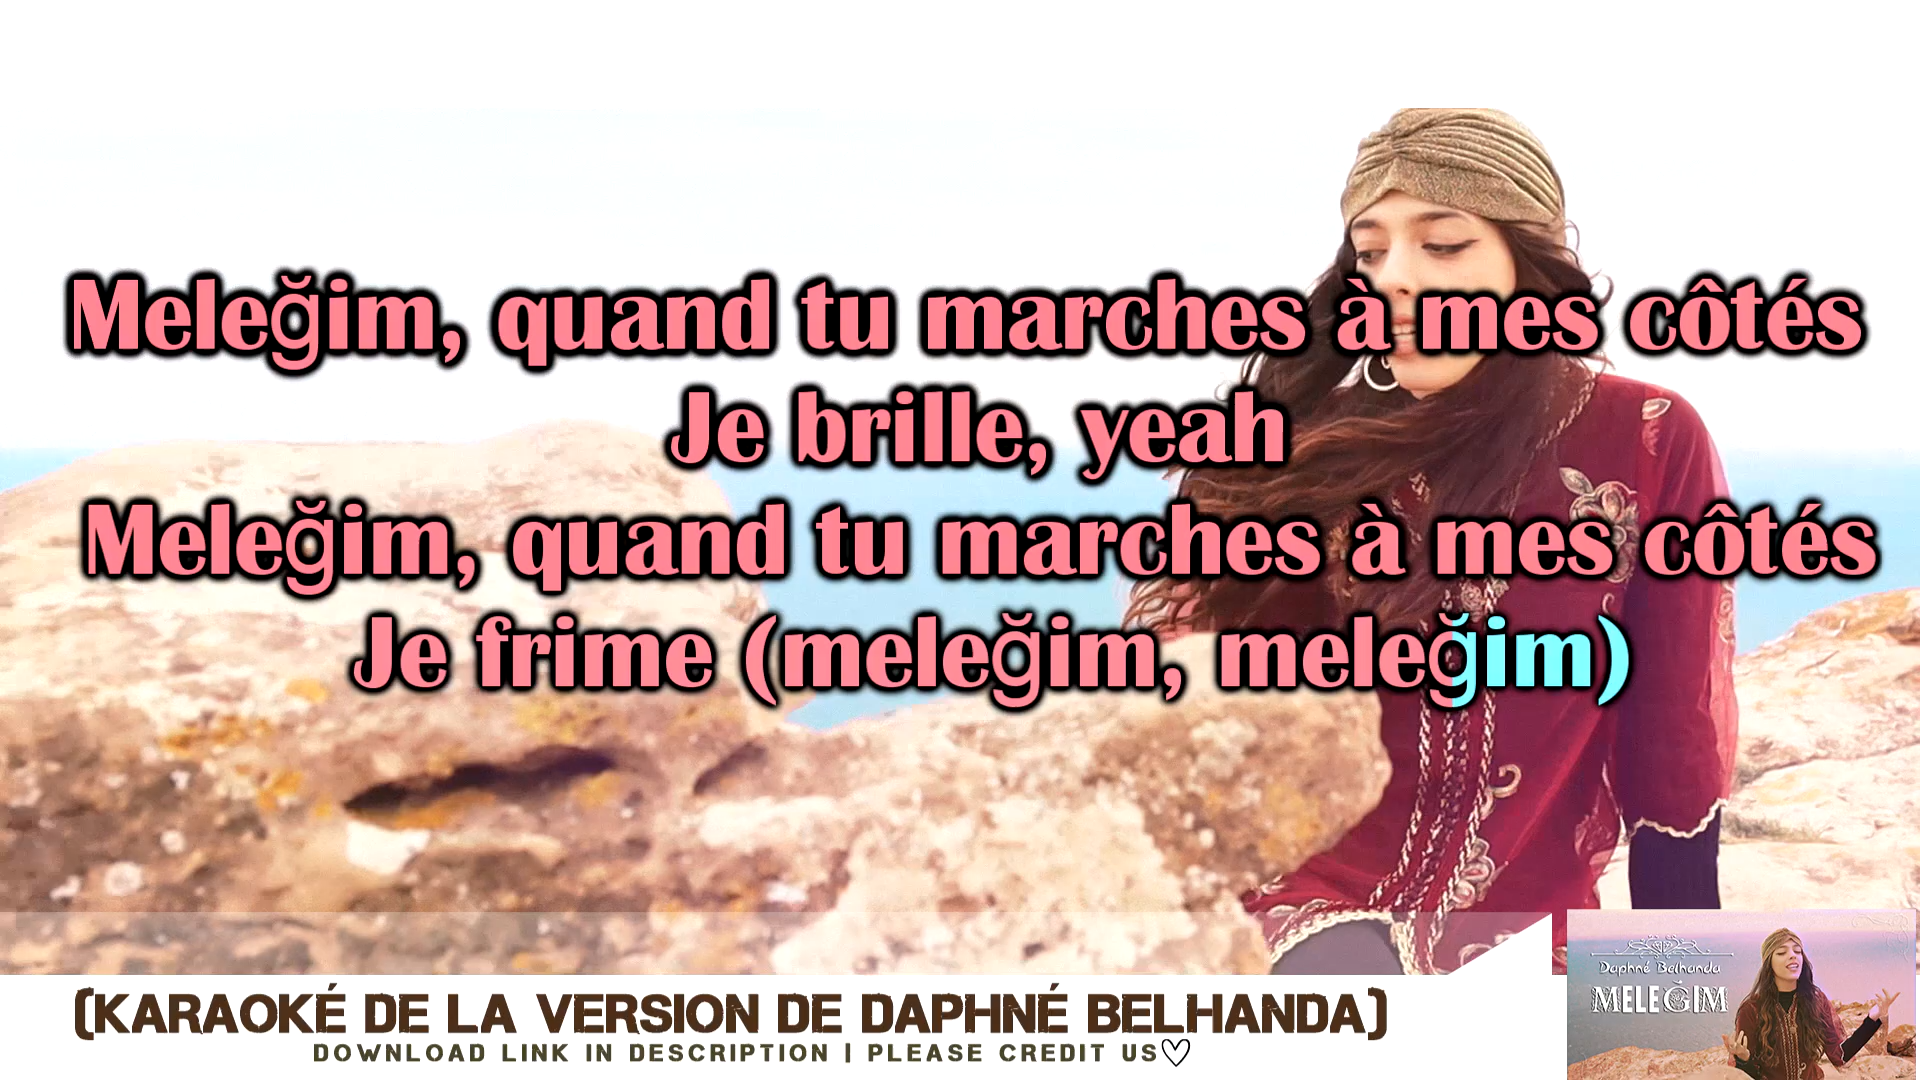 Meleğim, quand tu marches à mes côtés
Je brille, yeah
Meleğim, quand tu marches à mes côtés
Je frime (meleğim, meleğim)
(KARAOKÉ DE LA VERSION DE DAPHNÉ BELHANDA)
DOWNLOAD LINK IN DESCRIPTION | PLEASE CREDIT US♡
Daphné Belhanda
MELEĞIM